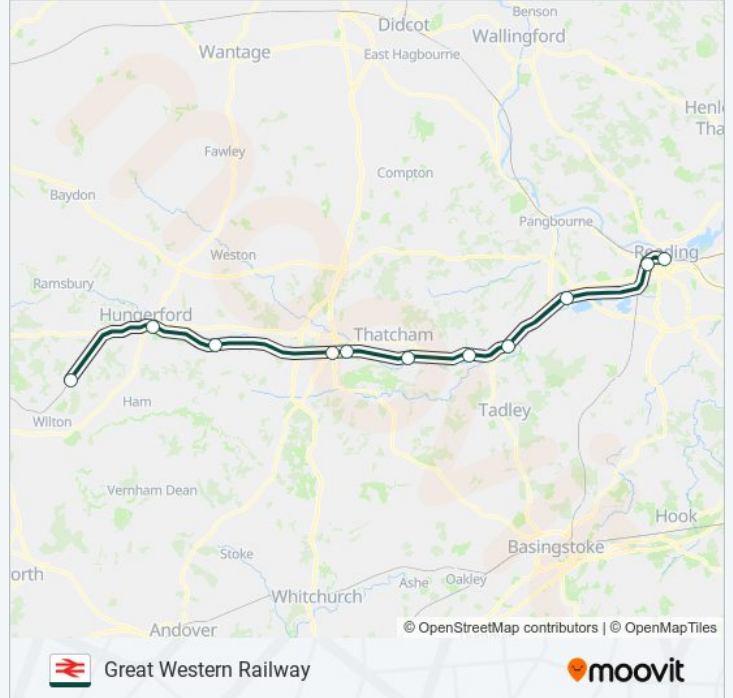 Benson
Didcot
Wallingford
Wantage
East Hagbourne
Henl
Tha
Fawley
Compton
Baydon
Pangbourne
Weston
Reading
Ramsbury
Hungerford
Thatcham
Ham
Wilton
Tadley
Vernham Dean
Hook
Basingstoke
Stoke
orth
Ashe
Oakley
Whitchurch
Andover
© OpenStreetMap contributors | © OpenMapTiles
Great Western Railway
moovit